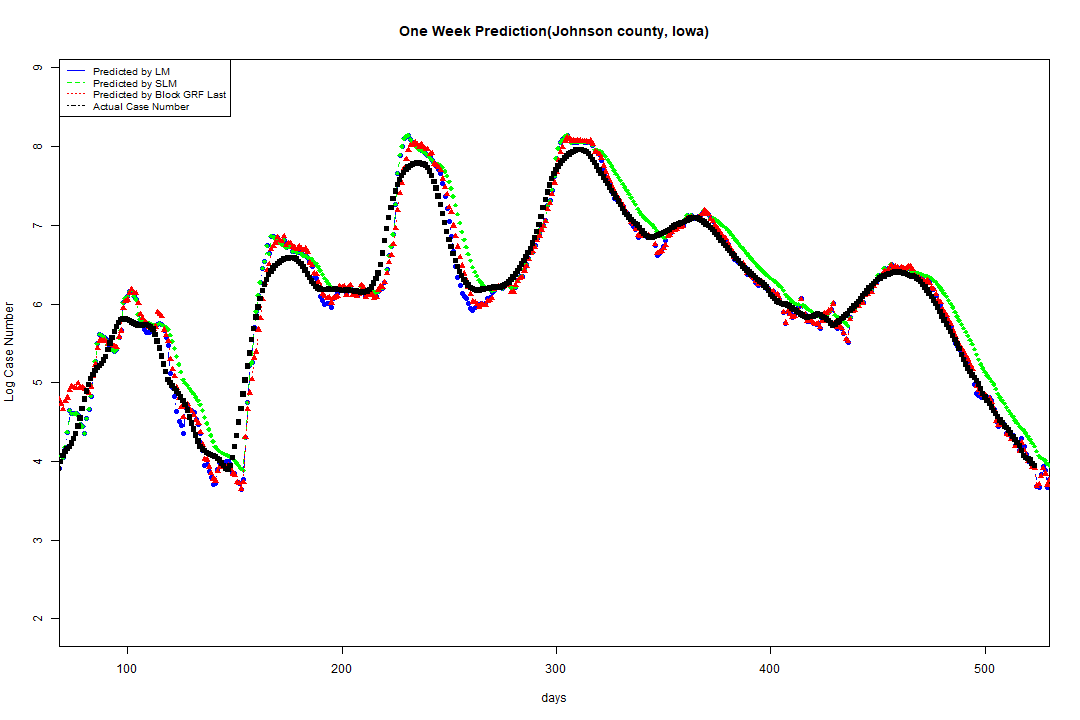 One Week Prediction(Johnson county, Iowa)
Predicted by LM
Predicted by SLM
Predicted by Block GRF Last
Actual Case Number
9
8
7
6
5
4
3
2
Log Case Number
100 200 300 400 500
days